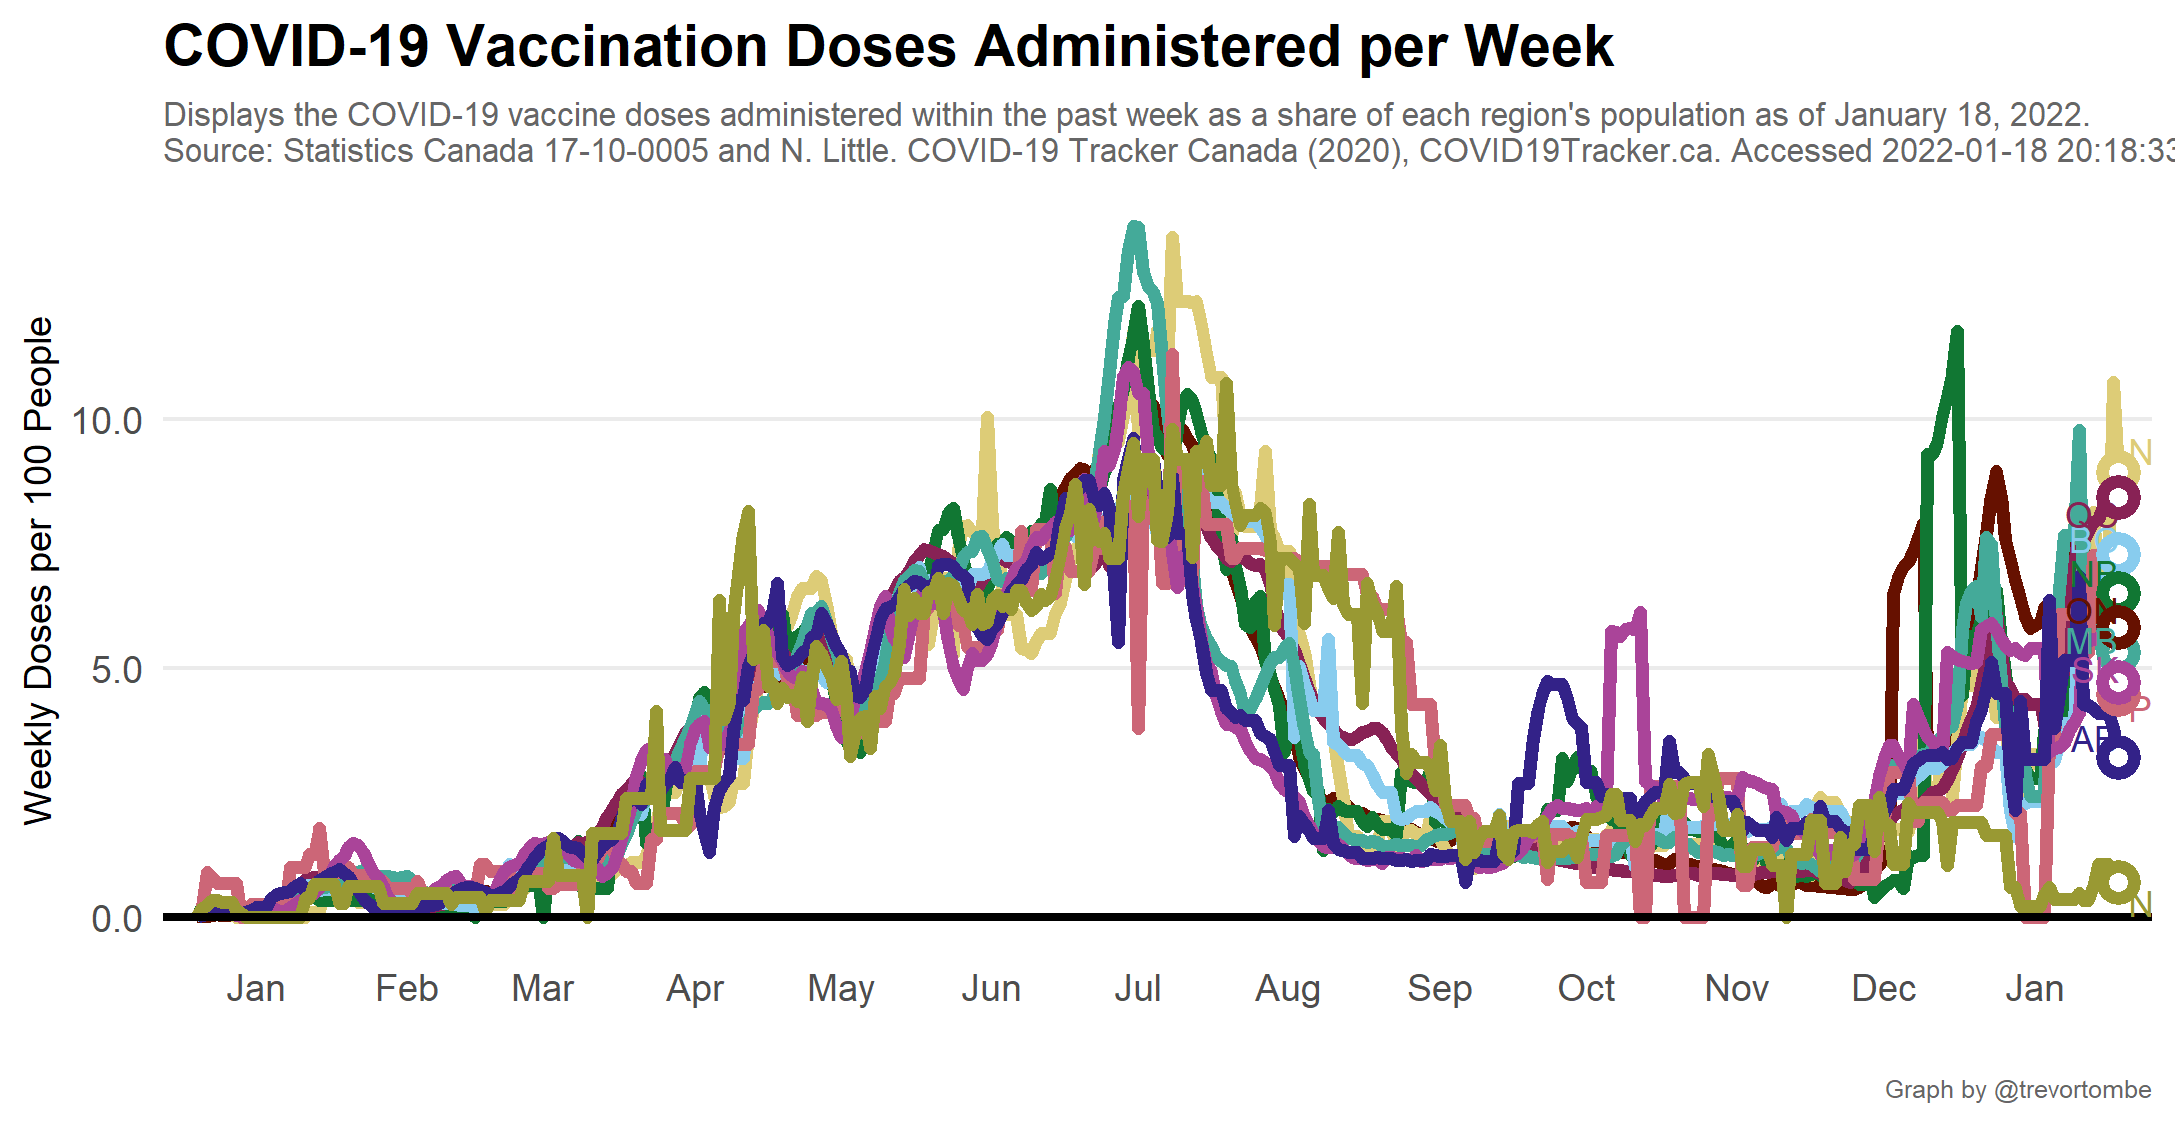 COVID-19 Vaccination Doses Administered per Week
Displays the COVID-19 vaccine doses administered within the past week as a share of each region's population as of January 18, 2022.
Source: Statistics Canada 17-10-0005 and N. Little. COVID-19 Tracker Canada (2020), COVID19Tracker.ca. Accessed 2022-01-18 20:18:33
Weekly Doses per 100 People
10.0
5.0
0.0
N
NB
ON
MB
SK
P
N
Jan Feb Mar Apr May Jun Jul Aug Sep Oct Nov Dec Jan
Graph by @trevortombe